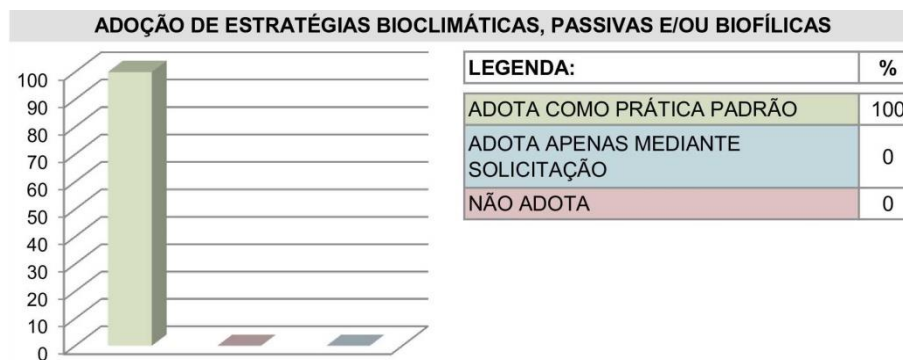 ADOÇÃO DE ESTRATÉGIAS BIOCLIMÁTICAS, PASSIVAS E/OU BIOFÍLICAS
100
90
80
70
60
50
40
30
20
10
0
LEGENDA: %
ADOTA COMO PRÁTICA PADRÃO 100
ADOTA APENAS MEDIANTE
SOLICITAÇÃO 0
NÃO ADOTA 0